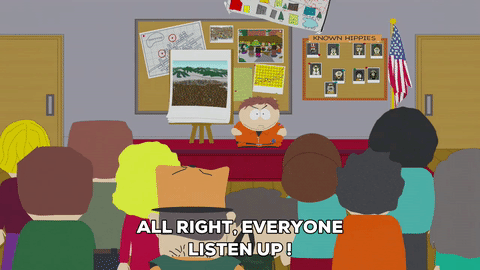 KNOWN HIPPIES
ALL RIGHT, EVERYONE
LISTEN UP!